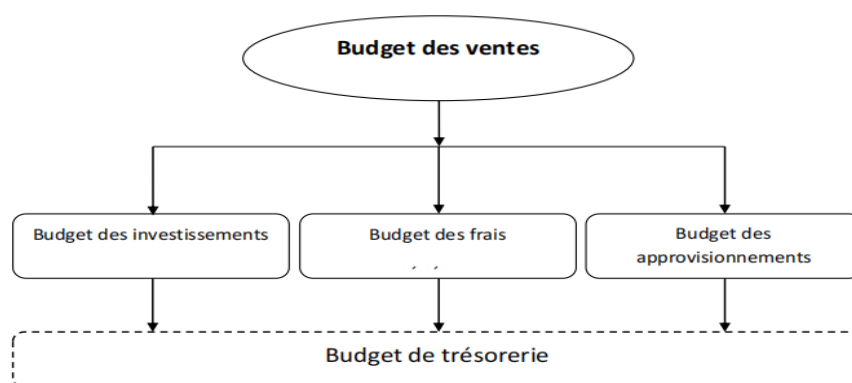 Budget des ventes
Budget des investissements
Budget des frais
Budget des
approvisionnements
Budget de trésorerie